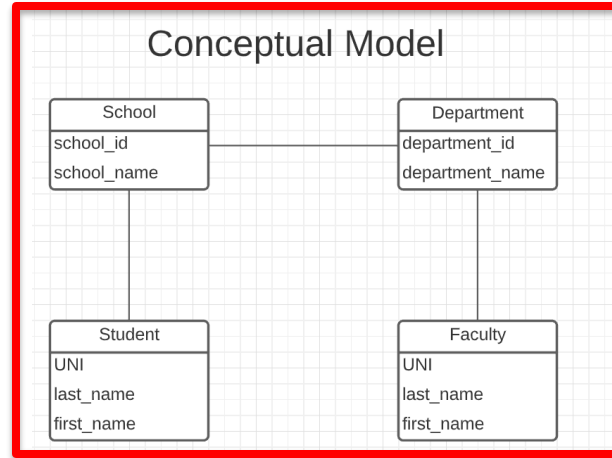 Conceptual Model
School
school_id
school_name
Department
department_id
department_name
Student
UNI
last_name
first_name
Faculty
UNI
last_name
first_name